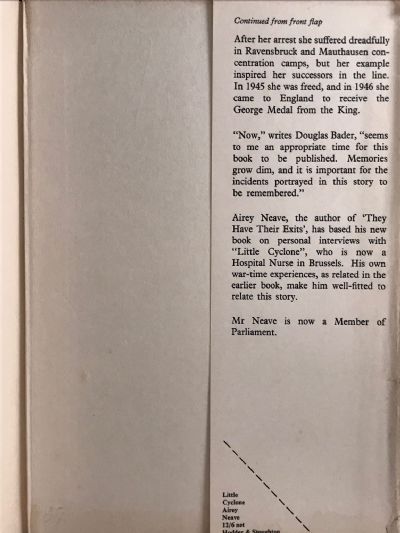 Continued from front flap
After her arrest she suffered dreadfully
in Ravensbruck and Mauthausen con-
centration camps, but her example
inspired her successors in the line.
In 1945 she was freed, and in 1946 she
came to England to receive the
George Medal from the King.
“Now,” writes Douglas Bader, “seems
to me an appropriate time for this
book to be published. Memories
grow dim, and it is important for the
incidents portrayed in this story to
be remembered.”
Airey Neave, the author of ‘They
Have Their Exits’, has based his new
book on personal interviews with
“Little Cyclone”, who is now a
Hospital Nurse in Brussels. His own
war-time experiences, as related in the
earlier book, make him well-fitted to
relate this story.
Mr Neave is now a Member of
Parliament.
Little
Cyclone
Airey
Neave
12/6 net
Hodder & Stoughton